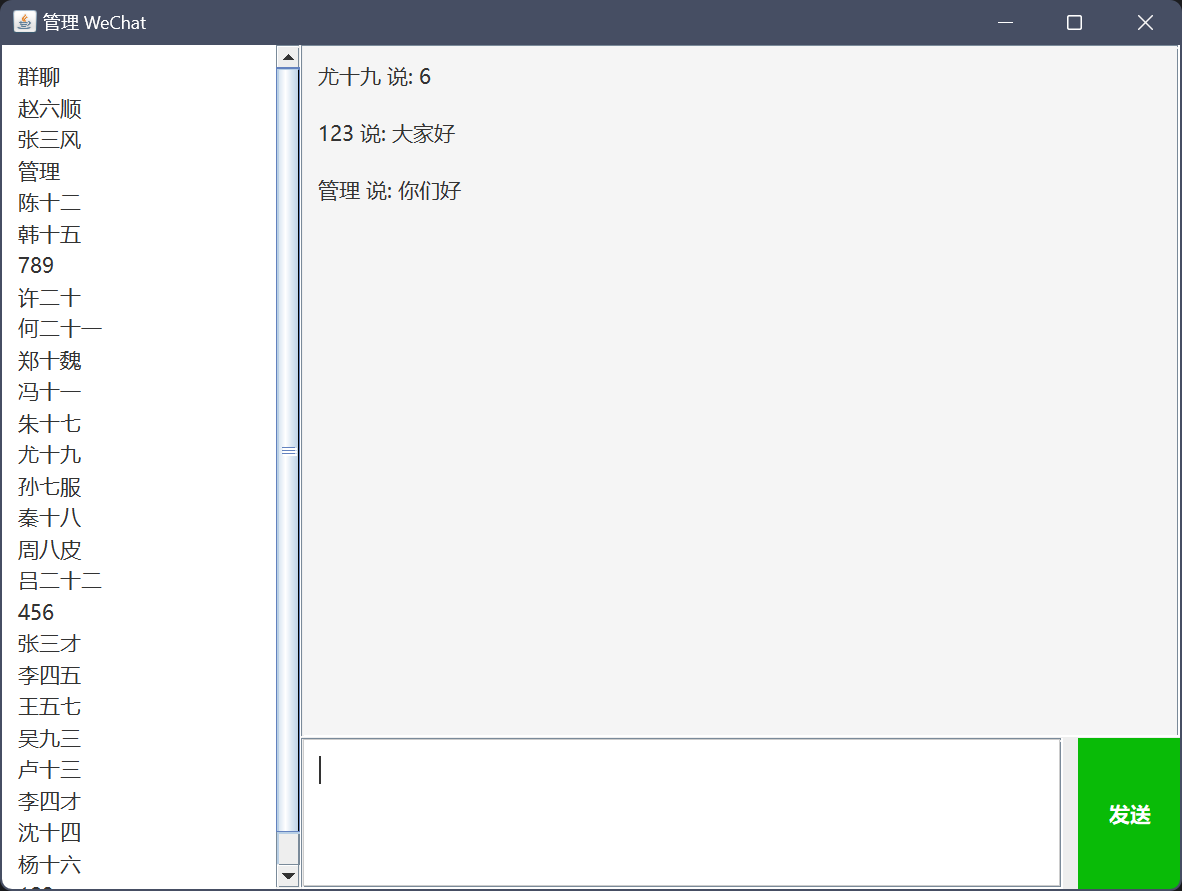 管理 WeChat
群聊
赵六顺
张三风
管理
陈十二
韩十五
789
许二十
何二十一
郑十魏
冯十一
朱十七
尤十九
孙七服
秦十八
周八皮
吕二十二
456
张三才
李四五
王五七
吴九三
卢十三
李四才
沈十四
杨十六
尤十九 说: 6
123 说: 大家好
管理 说: 你们好
发送